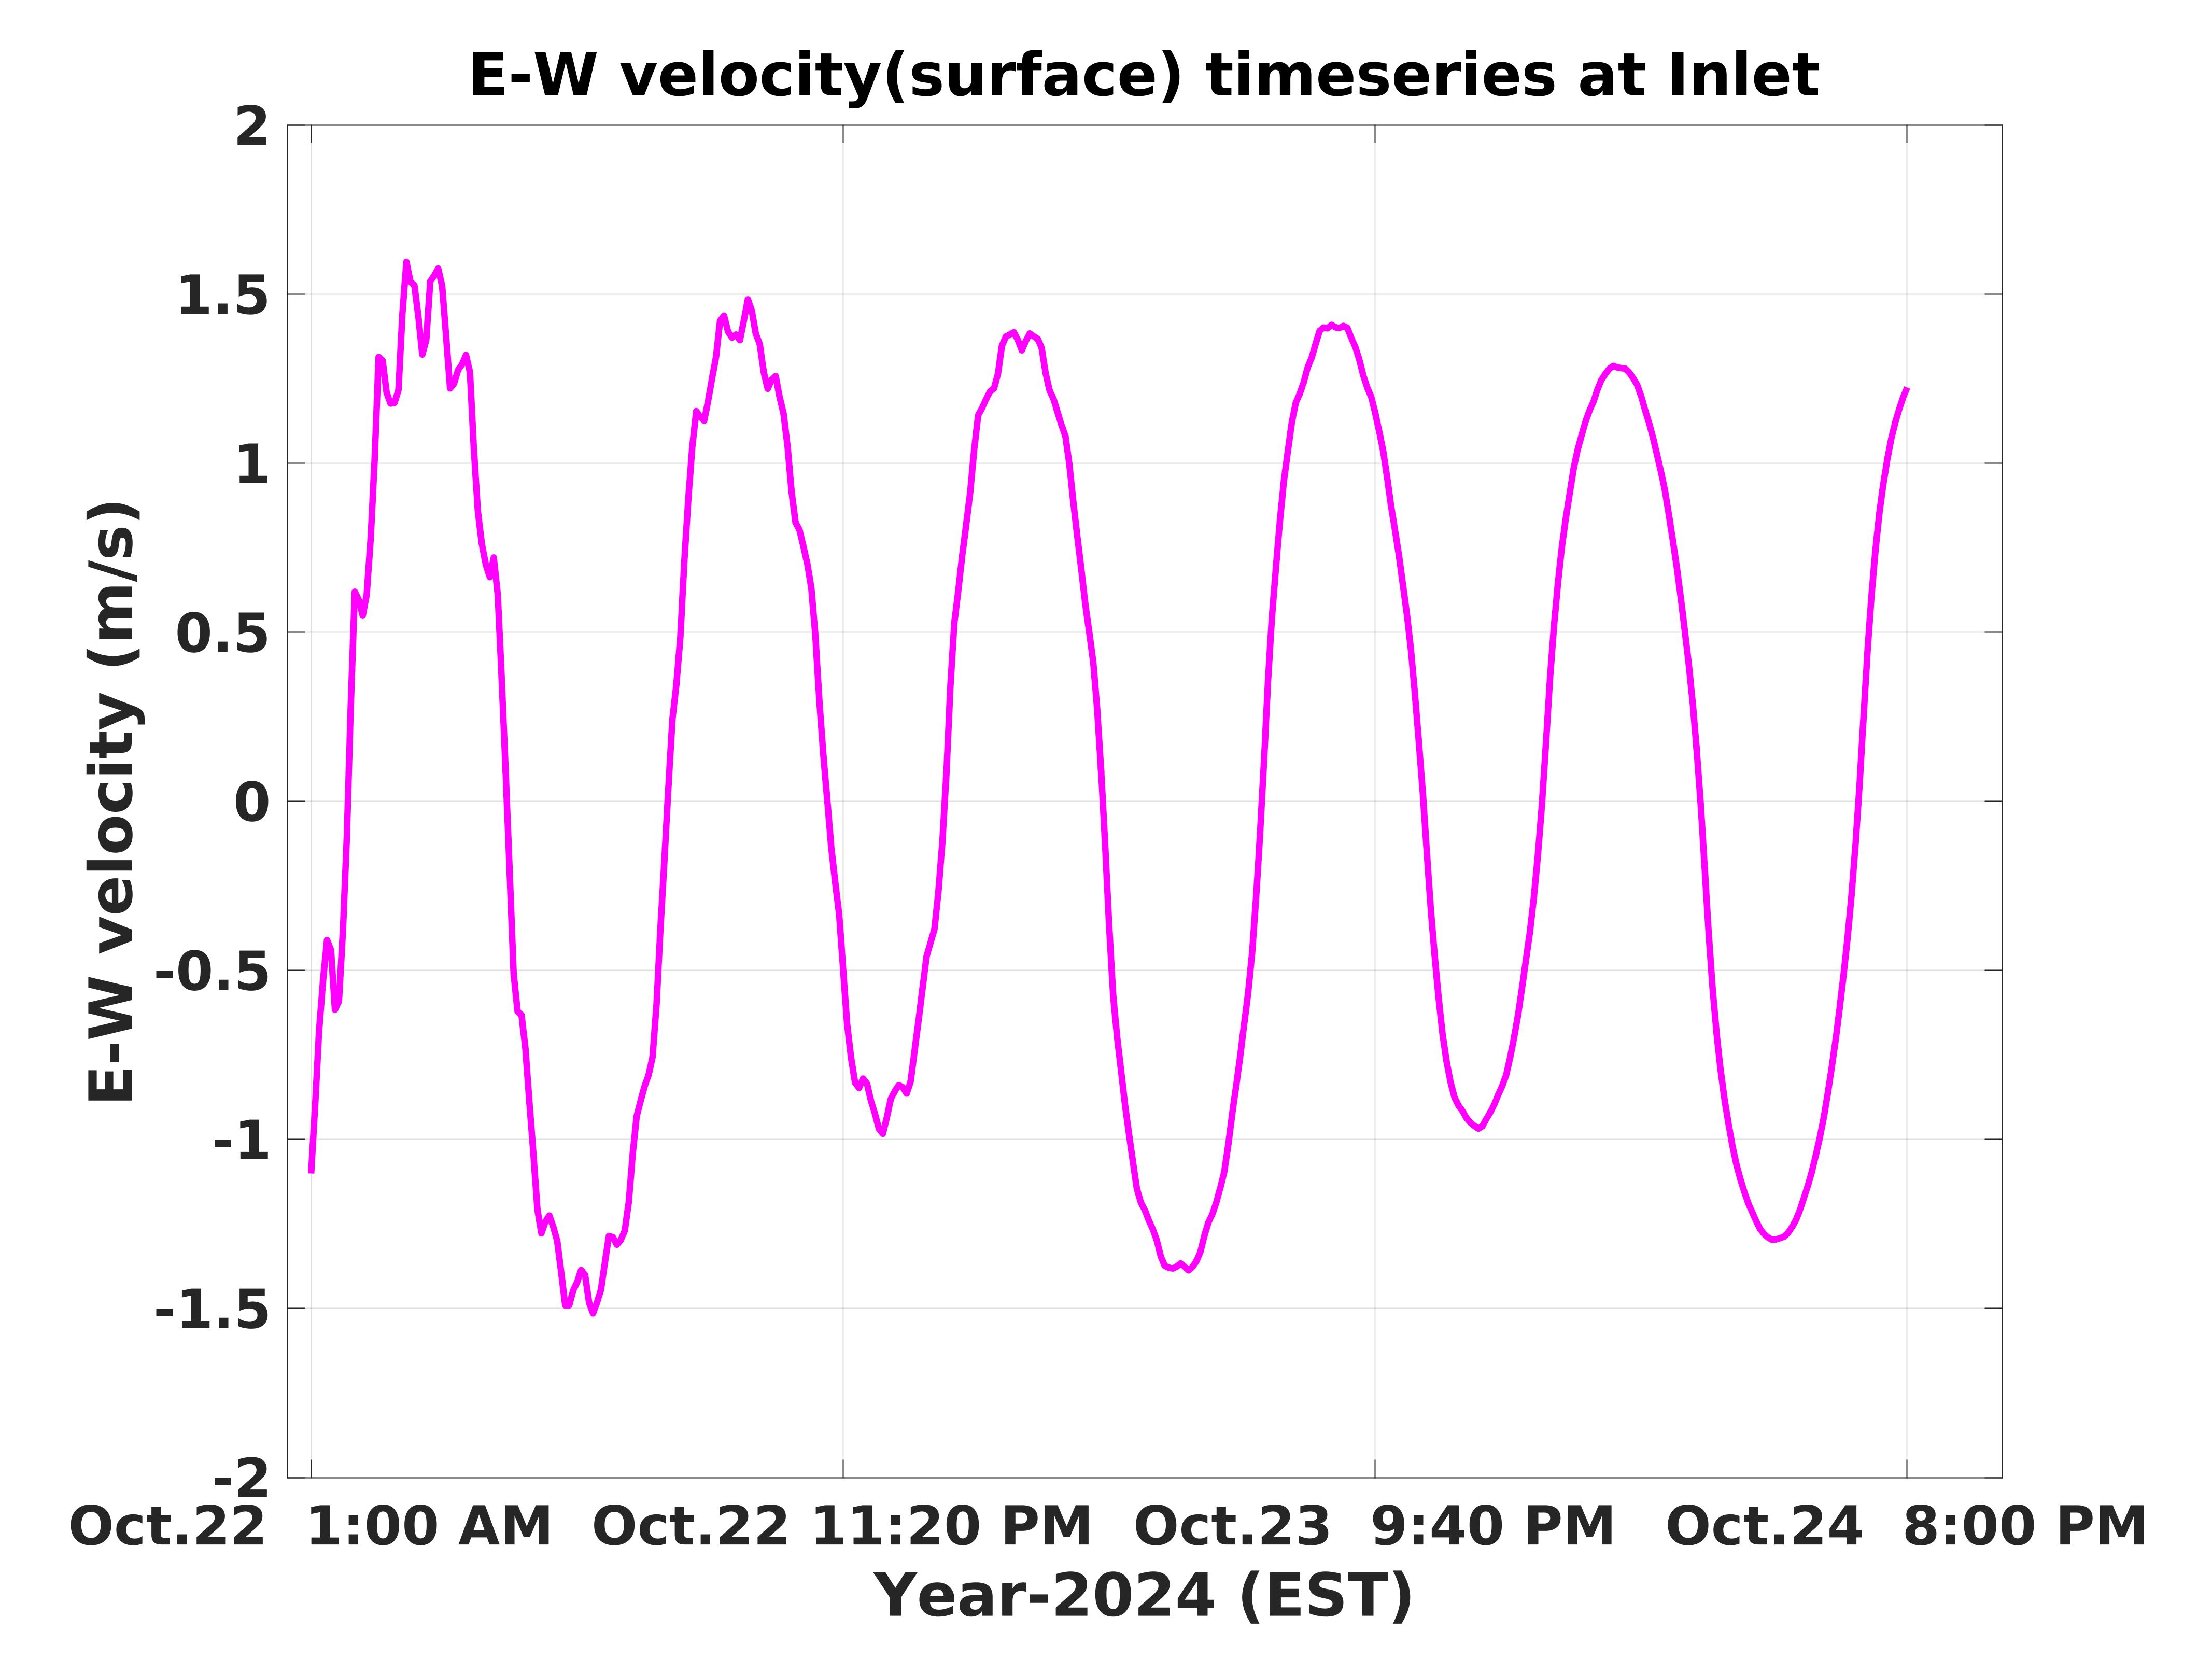 E-W velocity(surface) timeseries at Inlet
E-W velocity (m/s)
2
1.5
1
0.5
0
-0.5
-1
-1.5
-2
Oct.22 1:00 AM Oct.22 11:20 PM Oct.23 9:40 PM Oct.24 8:00 PM
Year-2024 (EST)